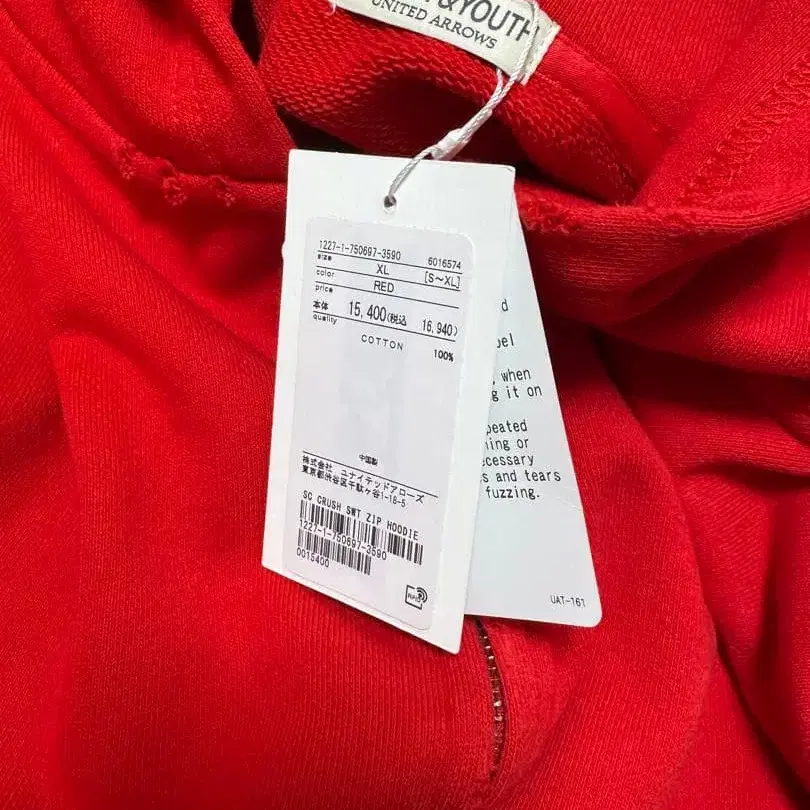 &YOUTH
UNITED ARROWS
1227-1-750697-3590 6016574
size XL [S～XL]
color RED
price
本体 15,400(税込 16,940)
quality
COTTON 100%
中国製
株式会社 ユナイテッドアローズ
東京都渋谷区千駄ヶ谷1-18-5
SC CRUSH SWT ZIP HOODIE
1227-1-750697-3590
0015400
RFID
d
bel
, when
g it on
peated
ning or
ecessary
s and tears
fuzzing.
UAT-161